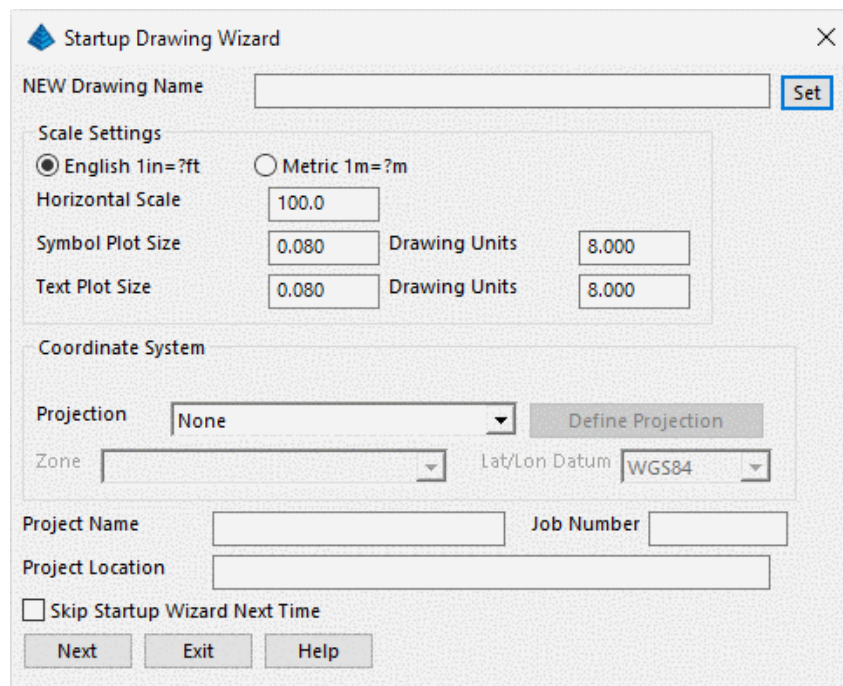 Startup Drawing Wizard
NEW Drawing Name Set
Scale Settings
English 1in=?ft Metric 1m=?m
Horizontal Scale 100.0
Symbol Plot Size 0.080 Drawing Units 8.000
Text Plot Size 0.080 Drawing Units 8.000
Coordinate System
Projection None Define Projection
Zone Lat/Lon Datum WGS84
Project Name Job Number
Project Location
Skip Startup Wizard Next Time
Next Exit Help